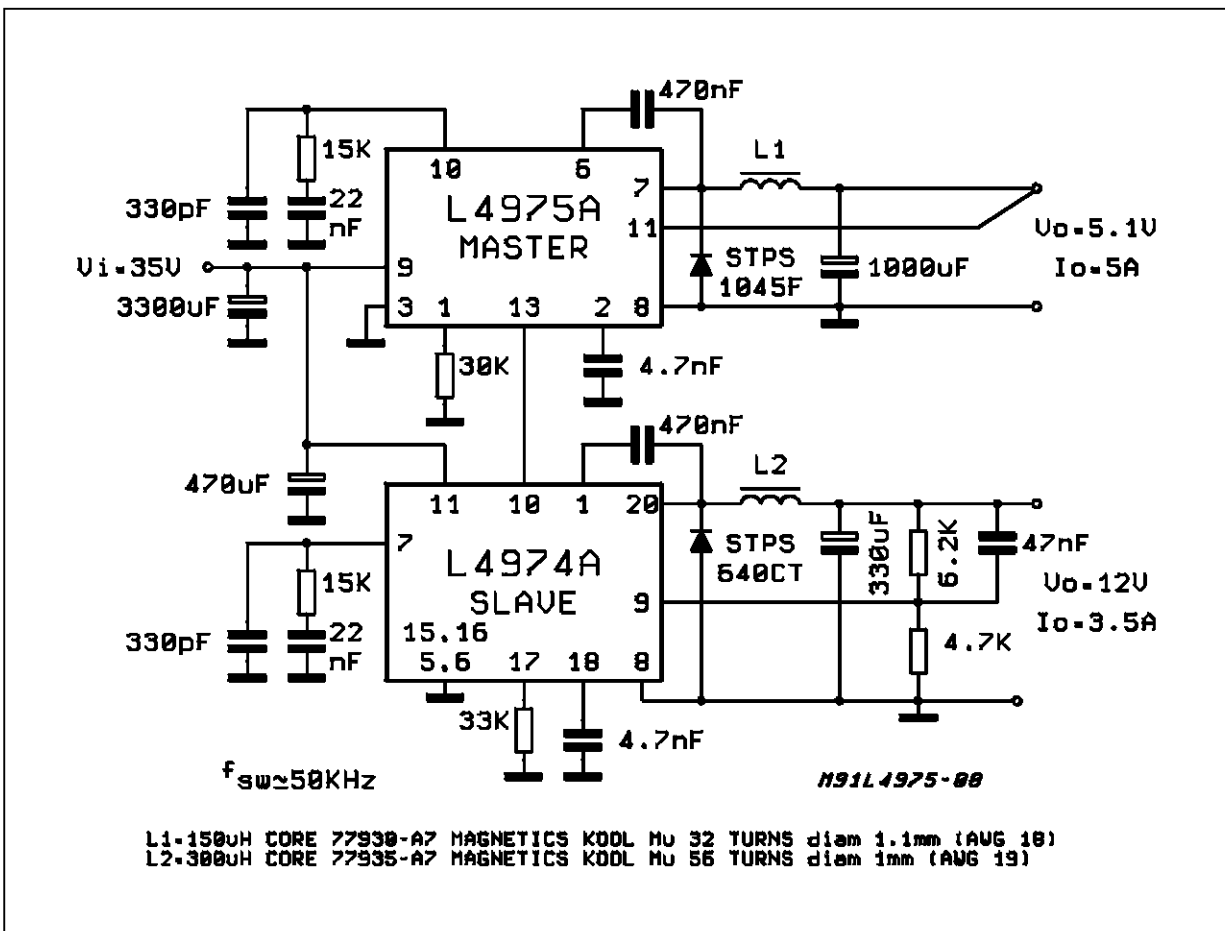 470nF
15K
330pF
22
nF
10
6
L1
L4975A
MASTER
7
11
Vi=35V
9
3300uF
3
1
13
2
8
STPS
1045F
1000uF
Vo=5.1V
Io=5A
30K
4.7nF
470nF
470uF
11
10
1
20
L2
7
L4974A
SLAVE
9
STPS
640CT
330uF
6.2K
47nF
Vo=12V
Io=3.5A
15K
330pF
22
nF
15.16
5.6
17
18
8
4.7K
33K
4.7nF
fsw≃50KHz
M91L4975-08
L1=150uH CORE 77930-A7 MAGNETICS KOOL Mu 32 TURNS diam 1.1mm (AWG 18)
L2=300uH CORE 77935-A7 MAGNETICS KOOL Mu 56 TURNS diam 1mm (AWG 19)